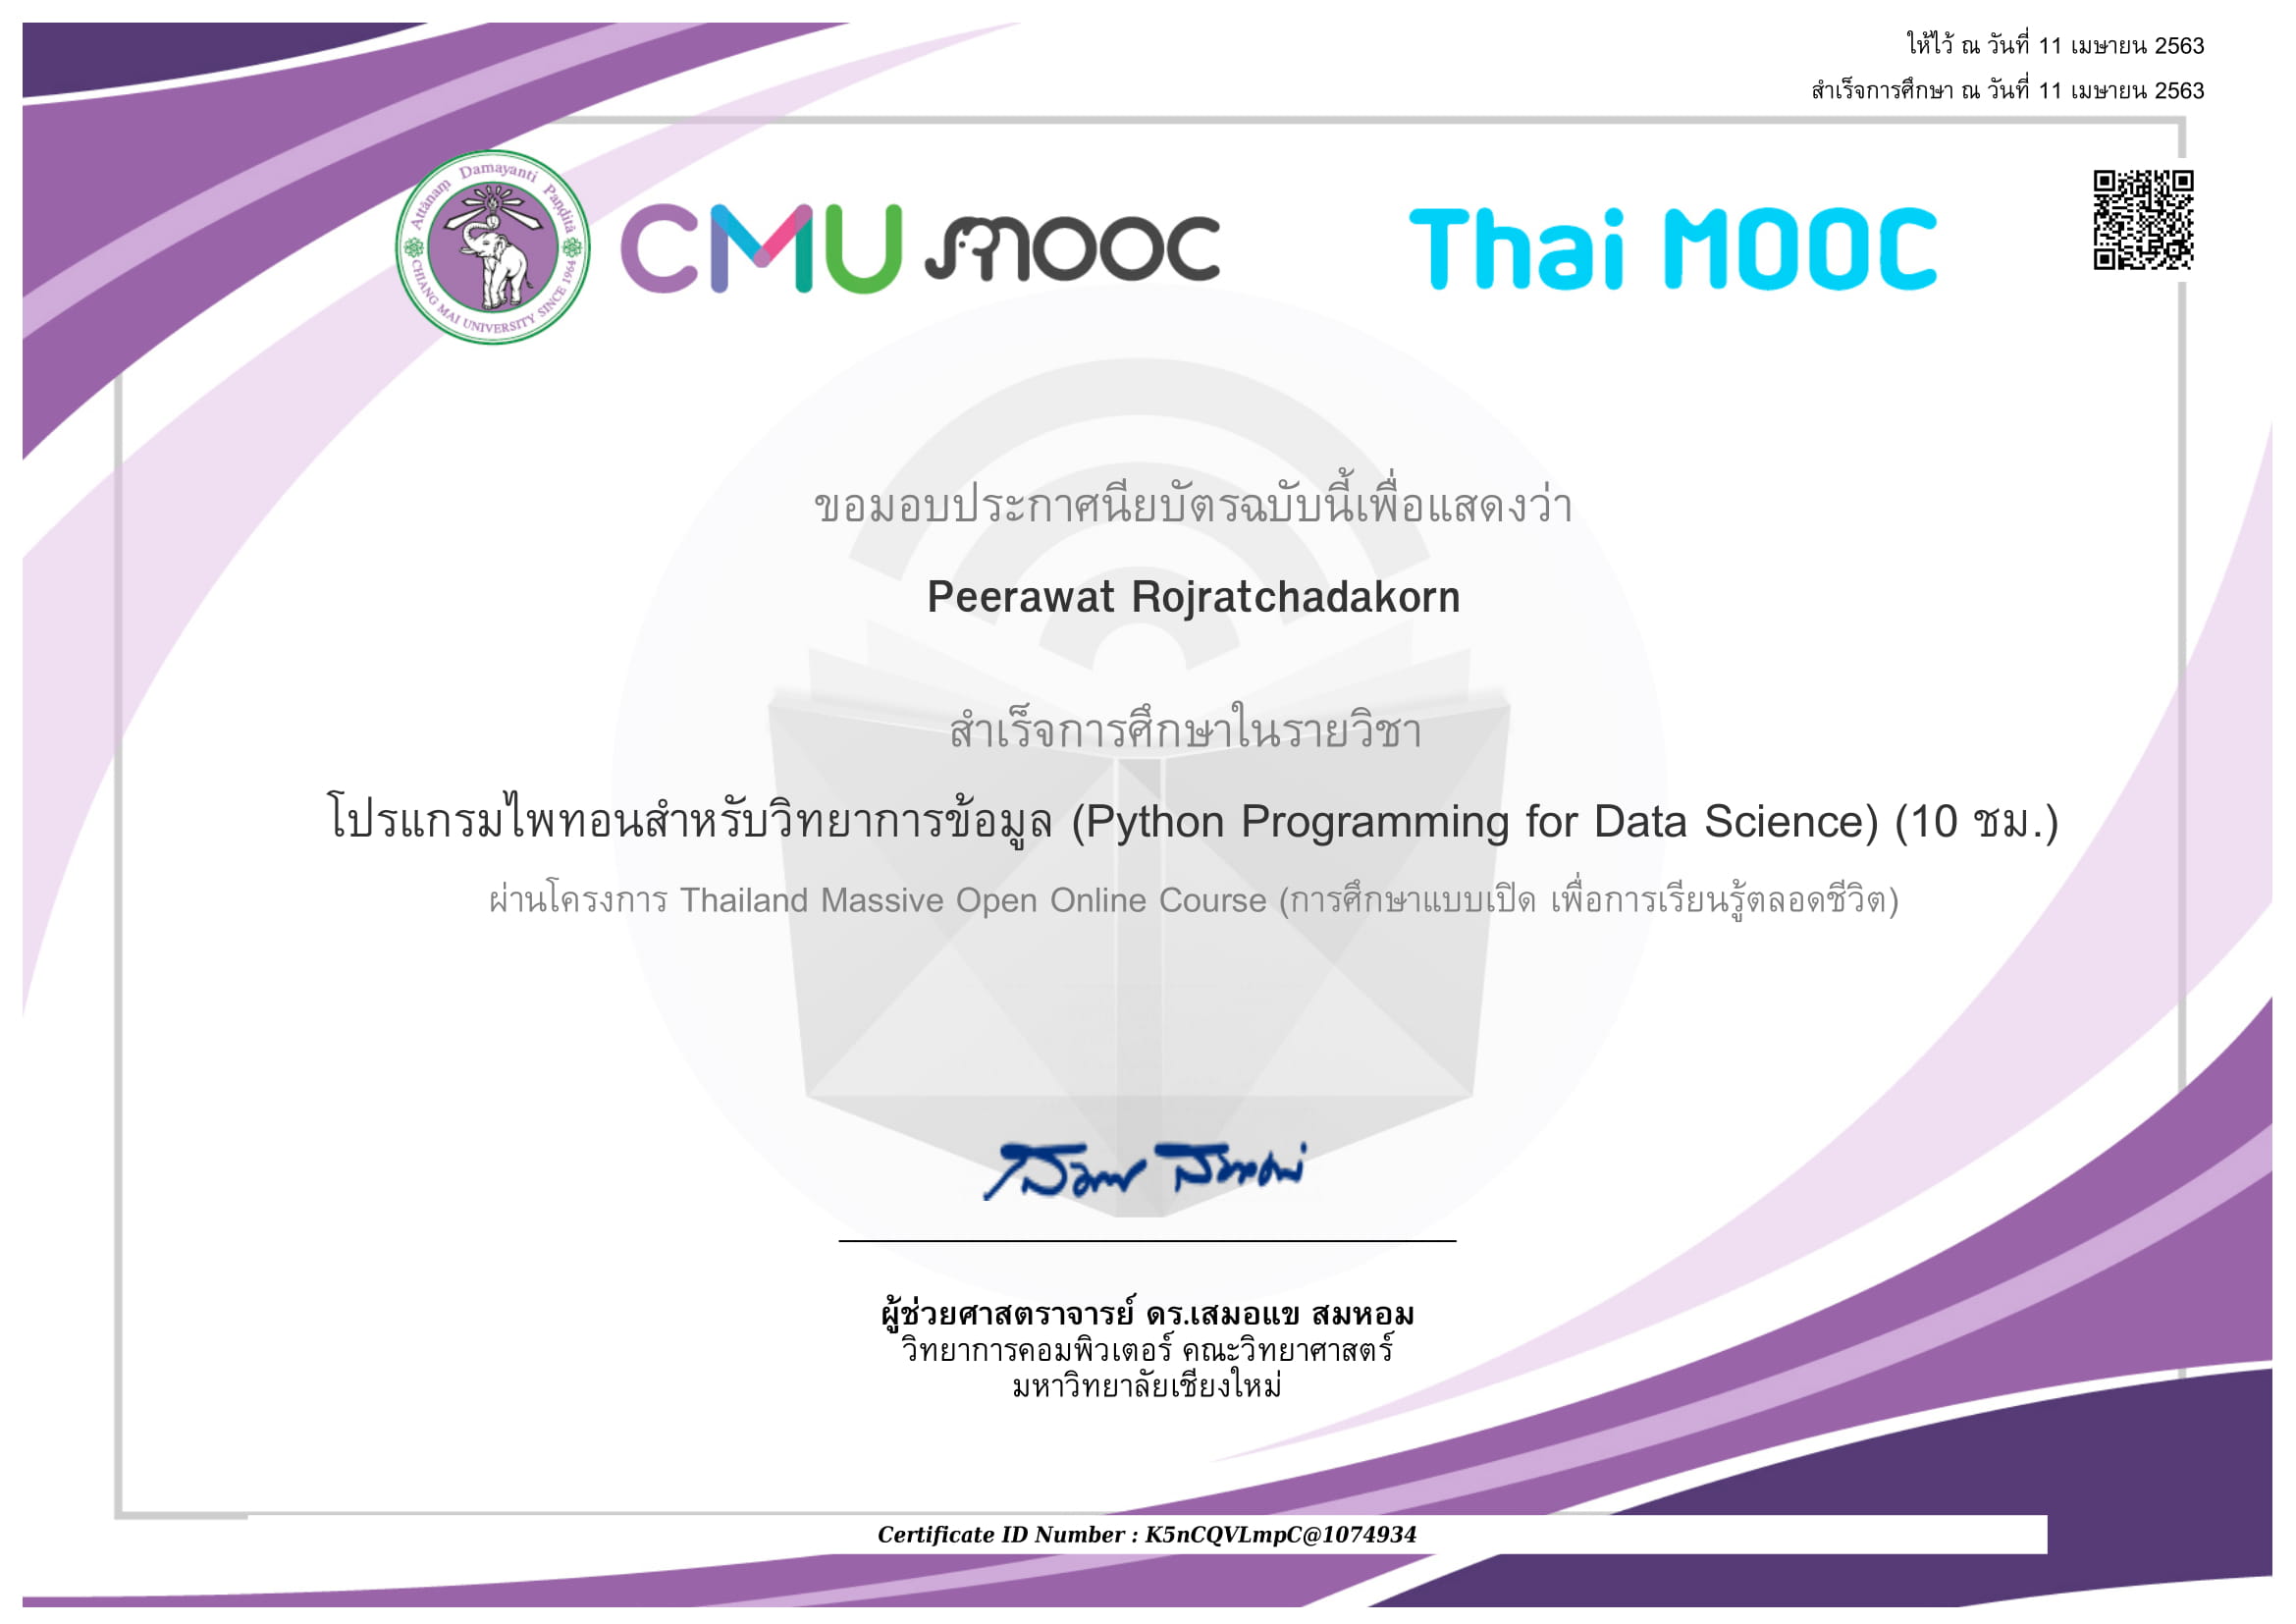 ให้ไว้ ณ วันที่ 11 เมษายน 2563
สำเร็จการศึกษา ณ วันที่ 11 เมษายน 2563
Attānaṃ Damayanti Paṇḍitā
CHIANG MAI UNIVERSITY SINCE 1964
CMU MOOC
Thai MOOC
ขอมอบประกาศนียบัตรฉบับนี้เพื่อแสดงว่า
Peerawat Rojratchadakorn
สำเร็จการศึกษาในรายวิชา
โปรแกรมไพทอนสำหรับวิทยาการข้อมูล (Python Programming for Data Science) (10 ชม.)
ผ่านโครงการ Thailand Massive Open Online Course (การศึกษาแบบเปิด เพื่อการเรียนรู้ตลอดชีวิต)
ผู้ช่วยศาสตราจารย์ ดร.เสมอแข สมหอม
วิทยาการคอมพิวเตอร์ คณะวิทยาศาสตร์
มหาวิทยาลัยเชียงใหม่
Certificate ID Number : K5nCQVLmpC@1074934